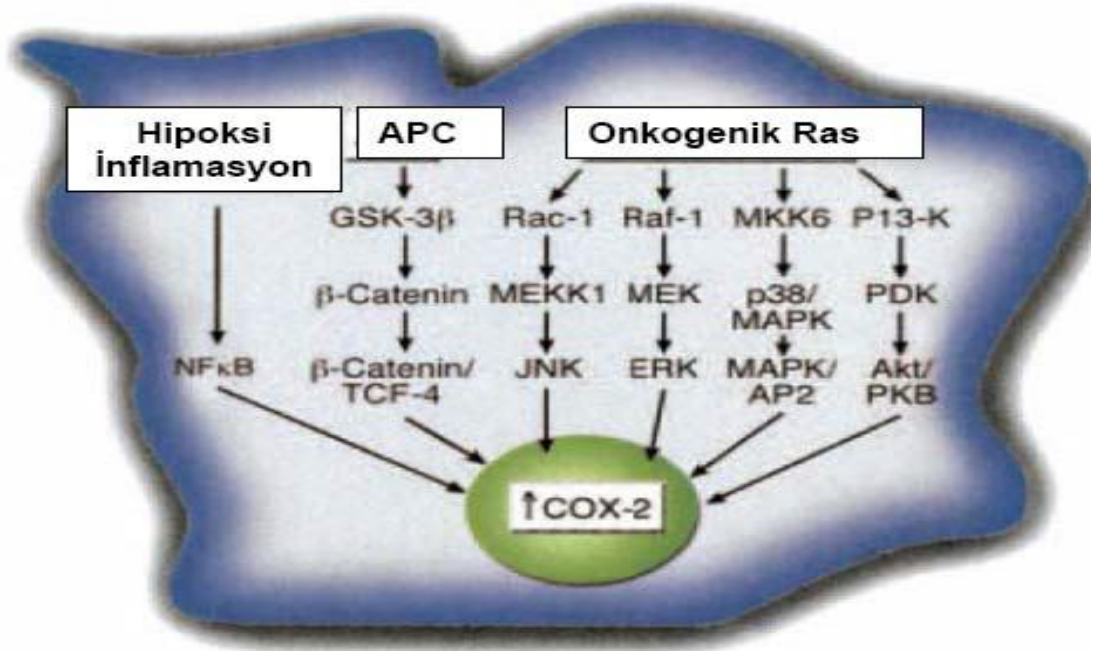 Hipoksi
İnflamasyon
APC
Onkogenik Ras
GSK-3β
Rac-1
Raf-1
MKK6
P13-K
β-Catenin
MEKK1
MEK
p38/
MAPK
PDK
NFκB
β-Catenin/
TCF-4
JNK
ERK
MAPK/
AP2
Akt/
PKB
↑COX-2